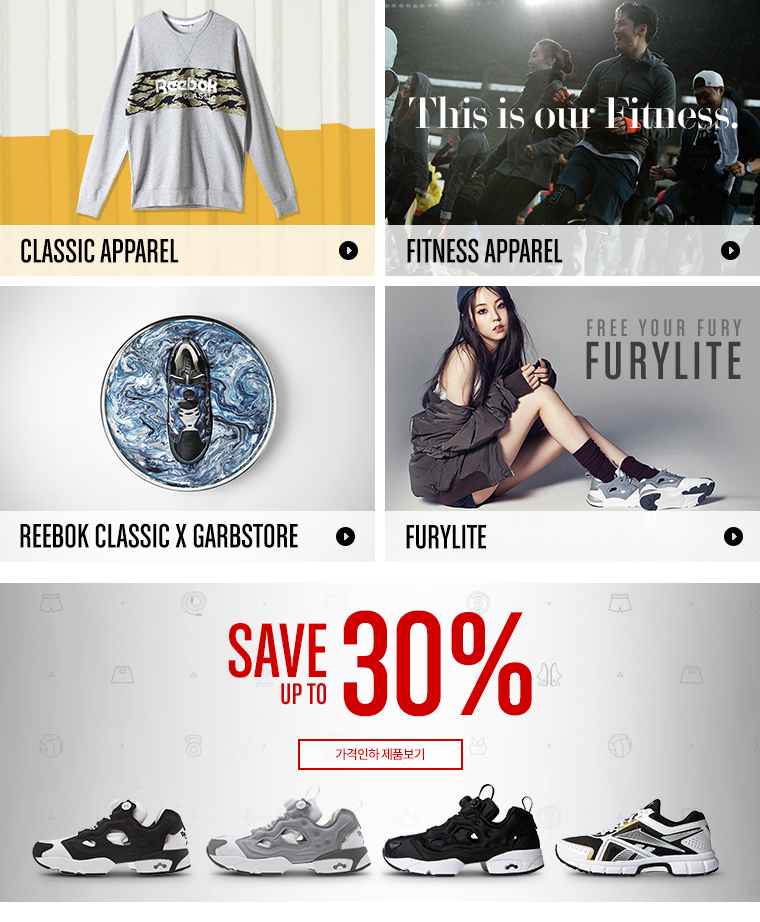 Reebok
CLASSIC
This is our Fitness.
CLASSIC APPAREL
FITNESS APPAREL
FREE YOUR FURY
FURYLITE
REEBOK CLASSIC X GARBSTORE
FURYLITE
SAVE
UP TO
30%
가격인하 제품보기